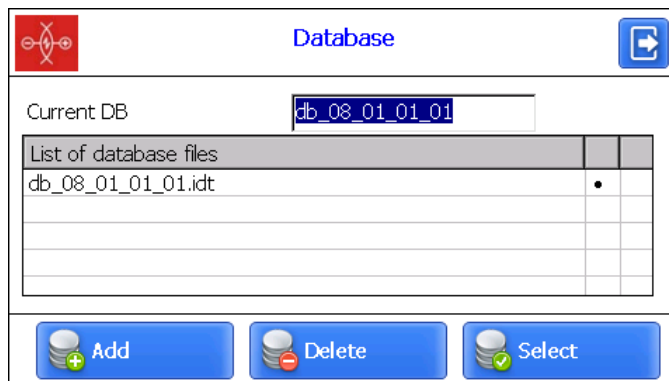 Database
Current DB db_08_01_01_01
List of database files
db_08_01_01_01.idt •
Add Delete Select